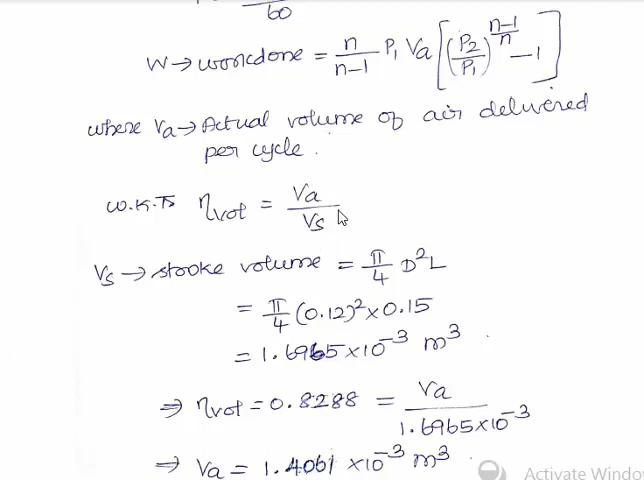 60
W → workdone = n/(n-1) P₁ Va [(P₂/P₁)^((n-1)/n) - 1]
where Va → Actual volume of air delivered
per cycle.
W.K.T ηvol = Va/Vs
Vs → stroke volume = π/4 D²L
= π/4 (0.12)² × 0.15
= 1.6965 × 10⁻³ m³
⇒ ηvol = 0.8288 = Va/(1.6965 × 10⁻³)
⇒ Va = 1.4061 × 10⁻³ m³.
Activate Window